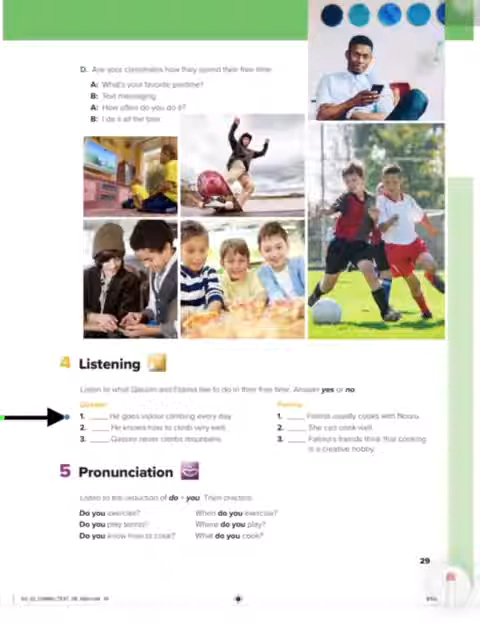 D. Ask your classmates how they spend their free time.
A: What's your favorite pastime?
B: Text messaging.
A: How often do you do it?
B: I do it all the time.
4 Listening
Listen to what Qassim and Fatima like to do in their free time. Answer yes or no.
Qassim
1. ____ He goes indoor climbing every day.
2. ____ He knows how to climb very well.
3. ____ Qassim never climbs mountains.
Fatima
1. ____ Fatima usually cooks with Noura.
2. ____ She can cook well.
3. ____ Fatima's friends think that cooking
is a creative hobby.
5 Pronunciation
Listen to the reduction of do + you. Then practice.
Do you exercise?
Do you play tennis?
Do you know how to cook?
When do you exercise?
Where do you play?
What do you cook?
29